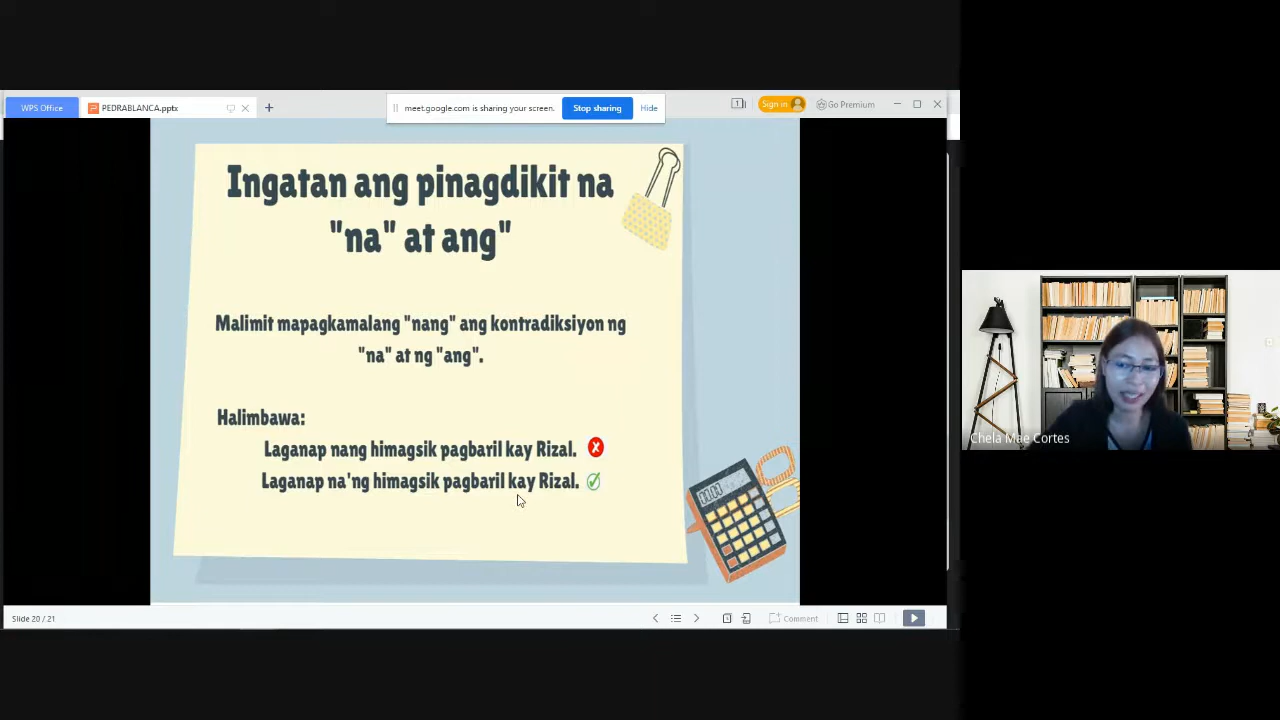 WPS Office
PEDRABLANCA.pptx
meet.google.com is sharing your screen.
Stop sharing
Hide
1
Sign in
Go Premium
Ingatan ang pinagdikit na
"na" at ang"
Malimit mapagkamalang "nang" ang kontradiksiyon ng
"na" at ng "ang".
Halimbawa:
Laganap nang himagsik pagbaril kay Rizal.
Laganap na'ng himagsik pagbaril kay Rizal.
Chela Mae Cortes
Slide 20 / 21
Comment